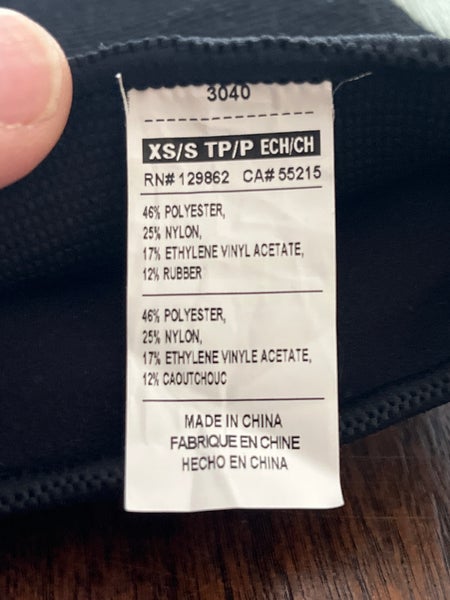 3040
XS/S TP/P ECH/CH
RN# 129862 CA# 55215
46% POLYESTER,
25% NYLON,
17% ETHYLENE VINYL ACETATE,
12% RUBBER
46% POLYESTER,
25% NYLON,
17% ETHYLENE VINYLE ACETATE,
12% CAOUTCHOUC
MADE IN CHINA
FABRIQUE EN CHINE
HECHO EN CHINA